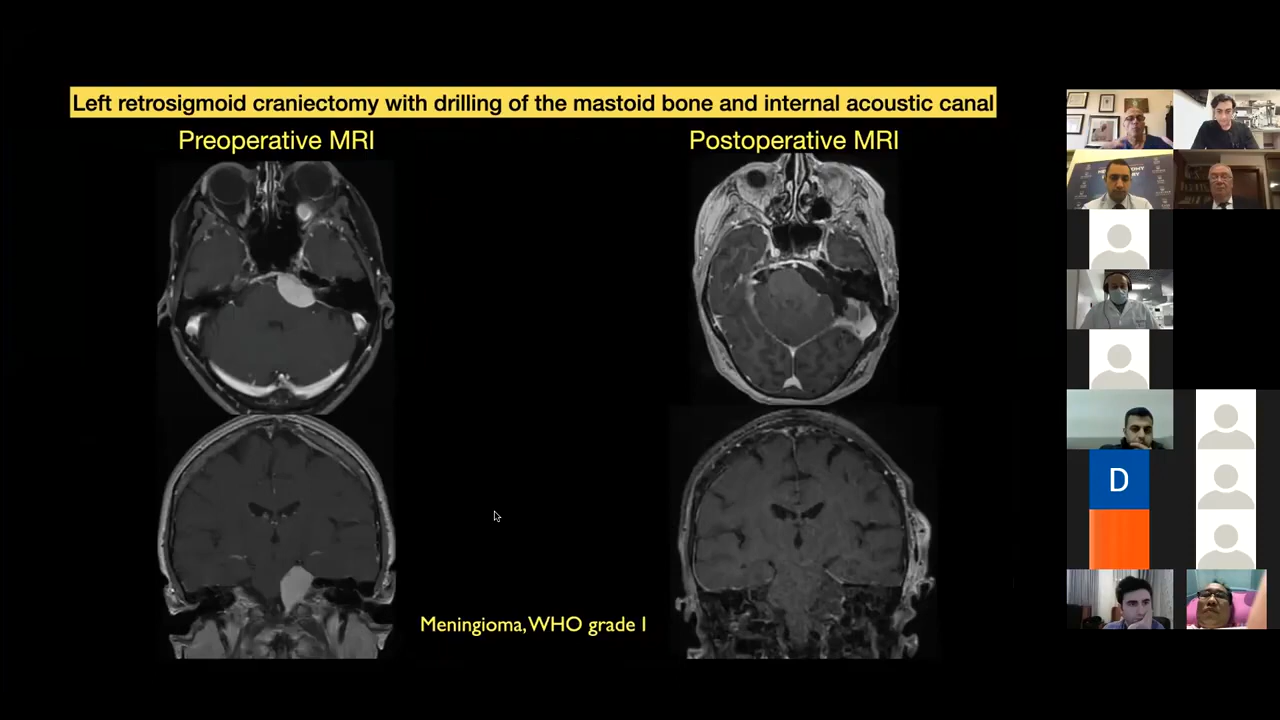 Left retrosigmoid craniectomy with drilling of the mastoid bone and internal acoustic canal
Preoperative MRI
Postoperative MRI
Meningioma, WHO grade I
D